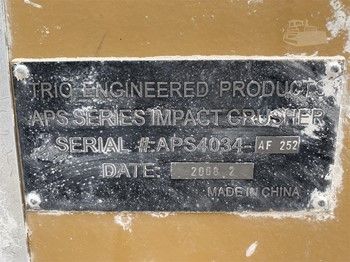 TRIO ENGINEERED PRODUCTS
APS SERIES IMPACT CRUSHER
SERIAL #:APS4034-AF 252
DATE: 2008.2
MADE IN CHINA